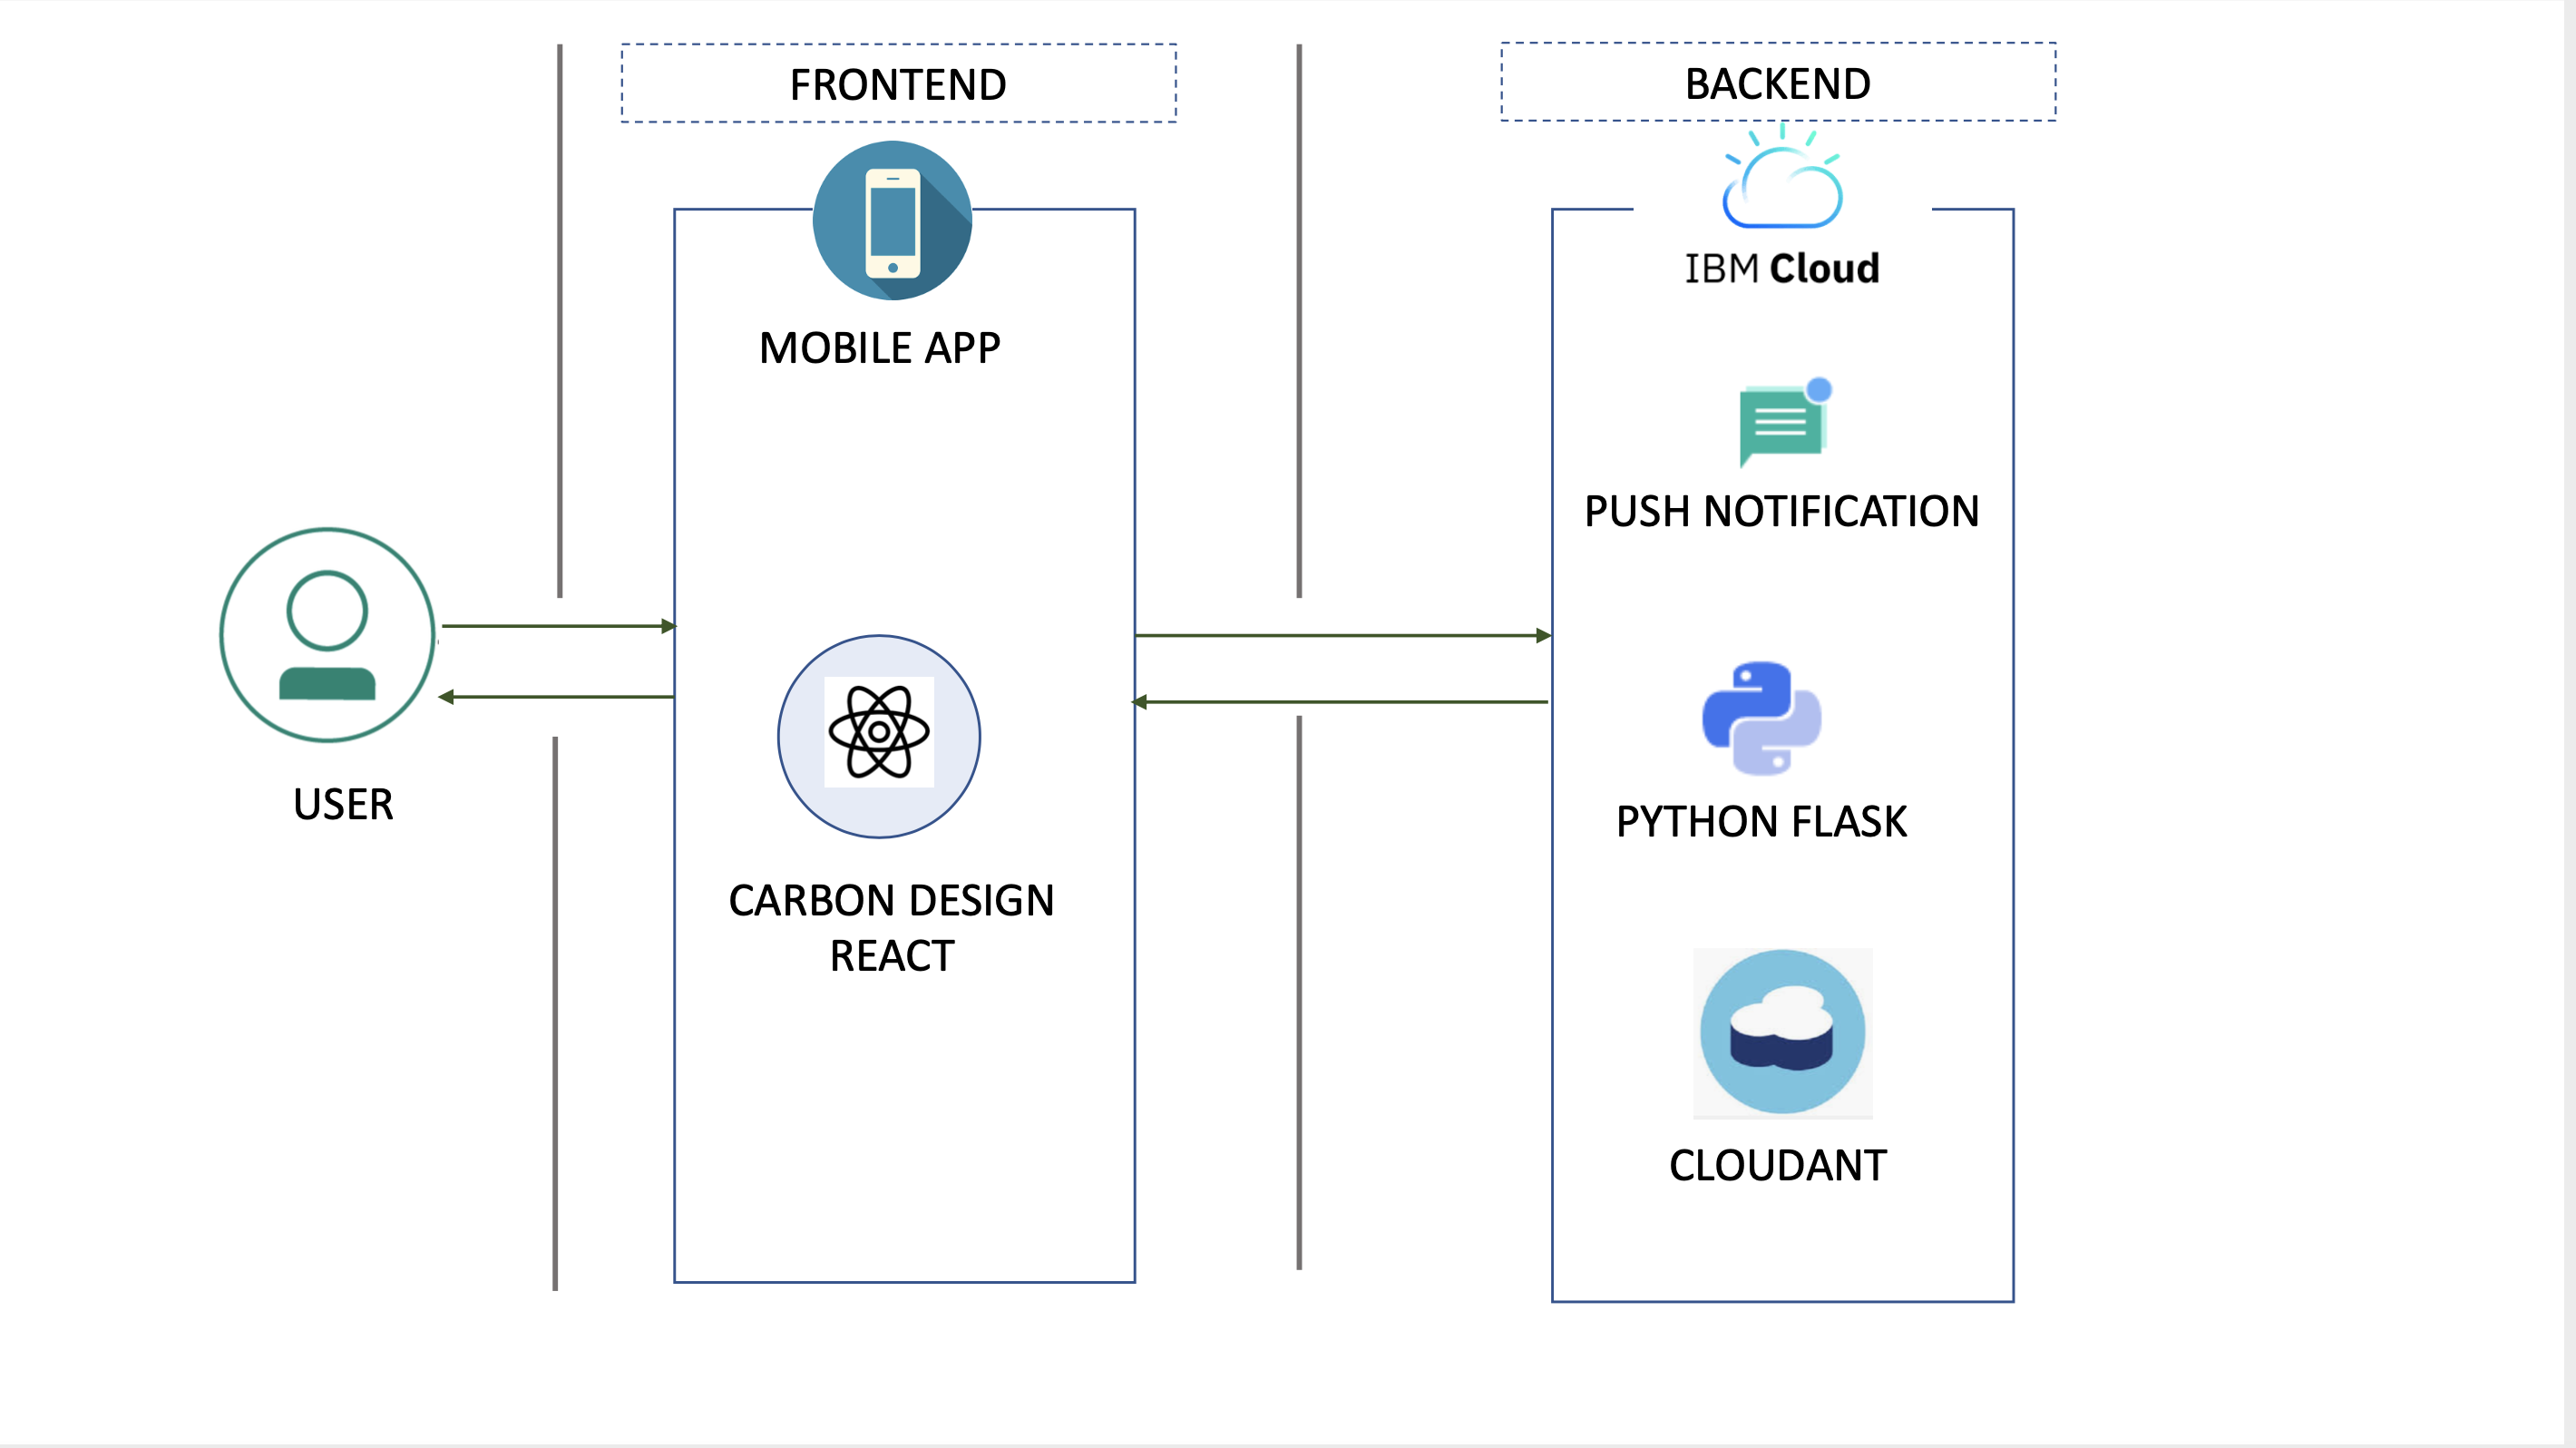 FRONTEND
BACKEND
IBM Cloud
MOBILE APP
PUSH NOTIFICATION
USER
PYTHON FLASK
CARBON DESIGN
REACT
CLOUDANT